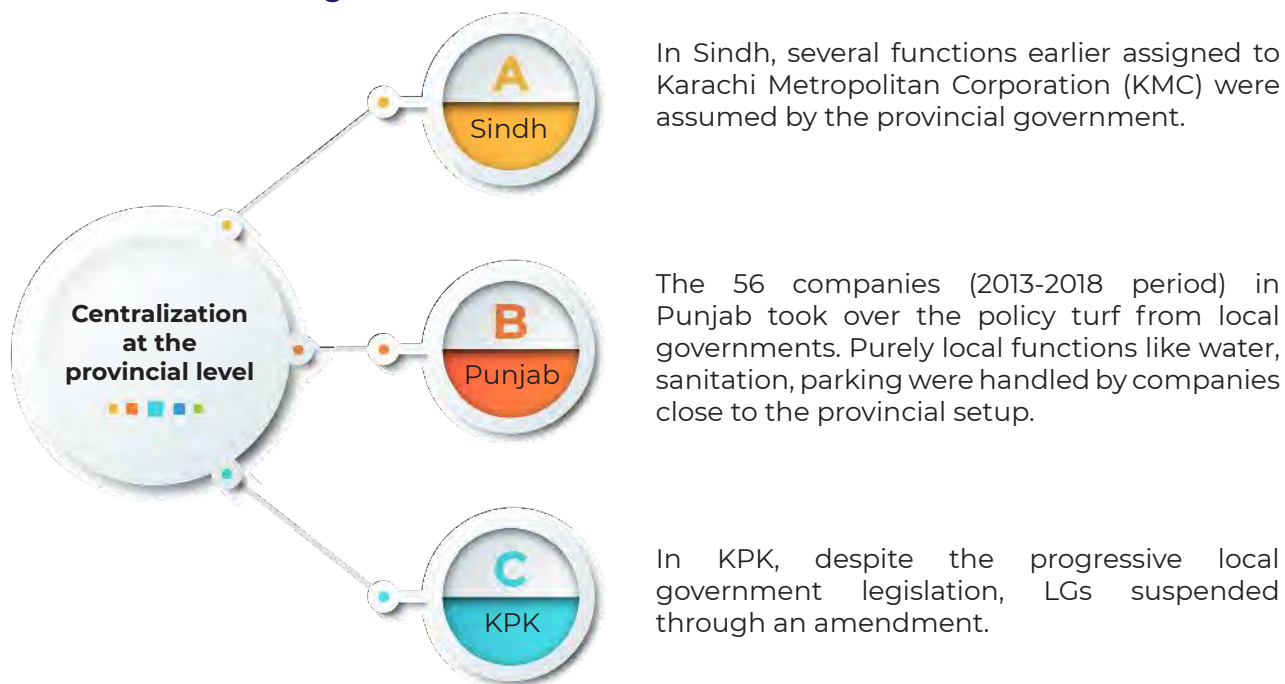 A
Sindh
In Sindh, several functions earlier assigned to
Karachi Metropolitan Corporation (KMC) were
assumed by the provincial government.
Centralization
at the
provincial level
B
Punjab
The 56 companies (2013-2018 period) in
Punjab took over the policy turf from local
governments. Purely local functions like water,
sanitation, parking were handled by companies
close to the provincial setup.
C
KPK
In KPK, despite the progressive local
government legislation, LGs suspended
through an amendment.